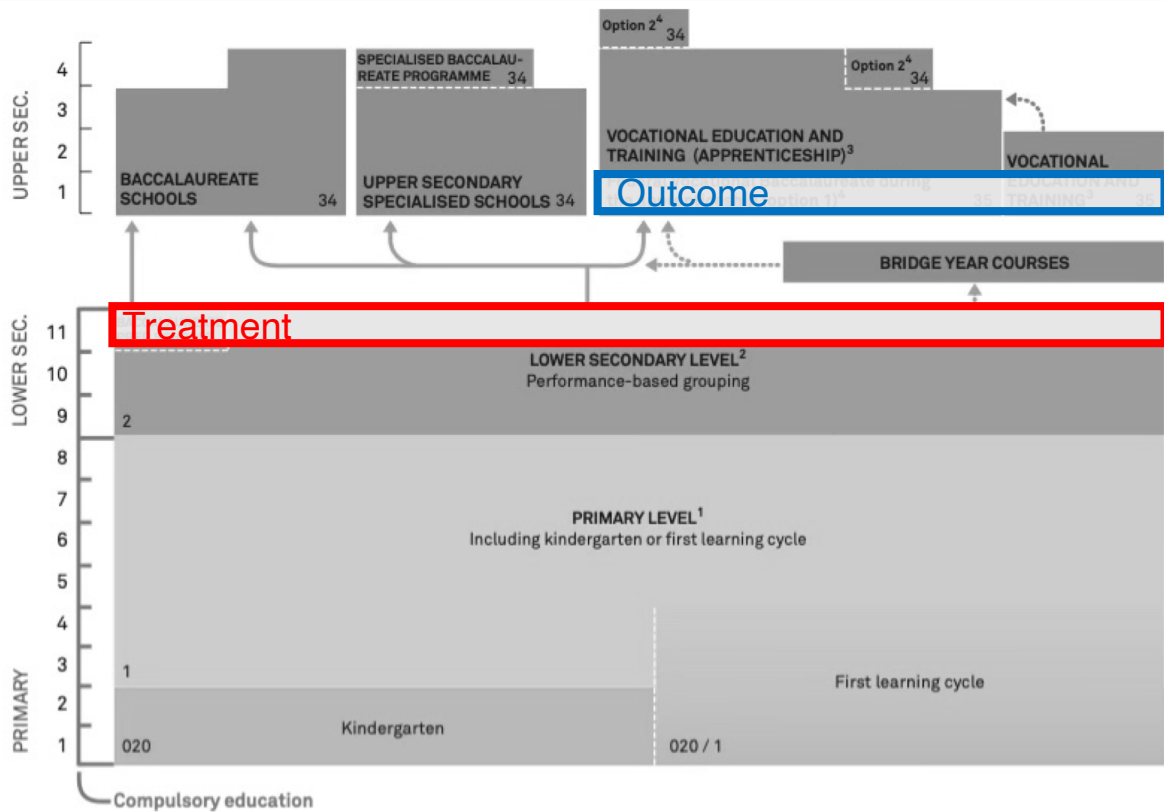 Option 2⁴
34
4
3
2
1
UPPER SEC.
SPECIALISED BACCALAU-
REATE PROGRAMME 34
Option 2⁴
34
BACCALAUREATE
SCHOOLS 34
UPPER SECONDARY
SPECIALISED SCHOOLS 34
VOCATIONAL EDUCATION AND
TRAINING (APPRENTICESHIP)³
Outcome
35
VOCATIONAL
EDUCATION AND
TRAINING³ 35
BRIDGE YEAR COURSES
Treatment
LOWER SEC.
11
10
9
LOWER SECONDARY LEVEL²
Performance-based grouping
2
8
7
6
5
4
3
2
1
PRIMARY
PRIMARY LEVEL¹
Including kindergarten or first learning cycle
1
First learning cycle
Kindergarten
020
020 / 1
Compulsory education